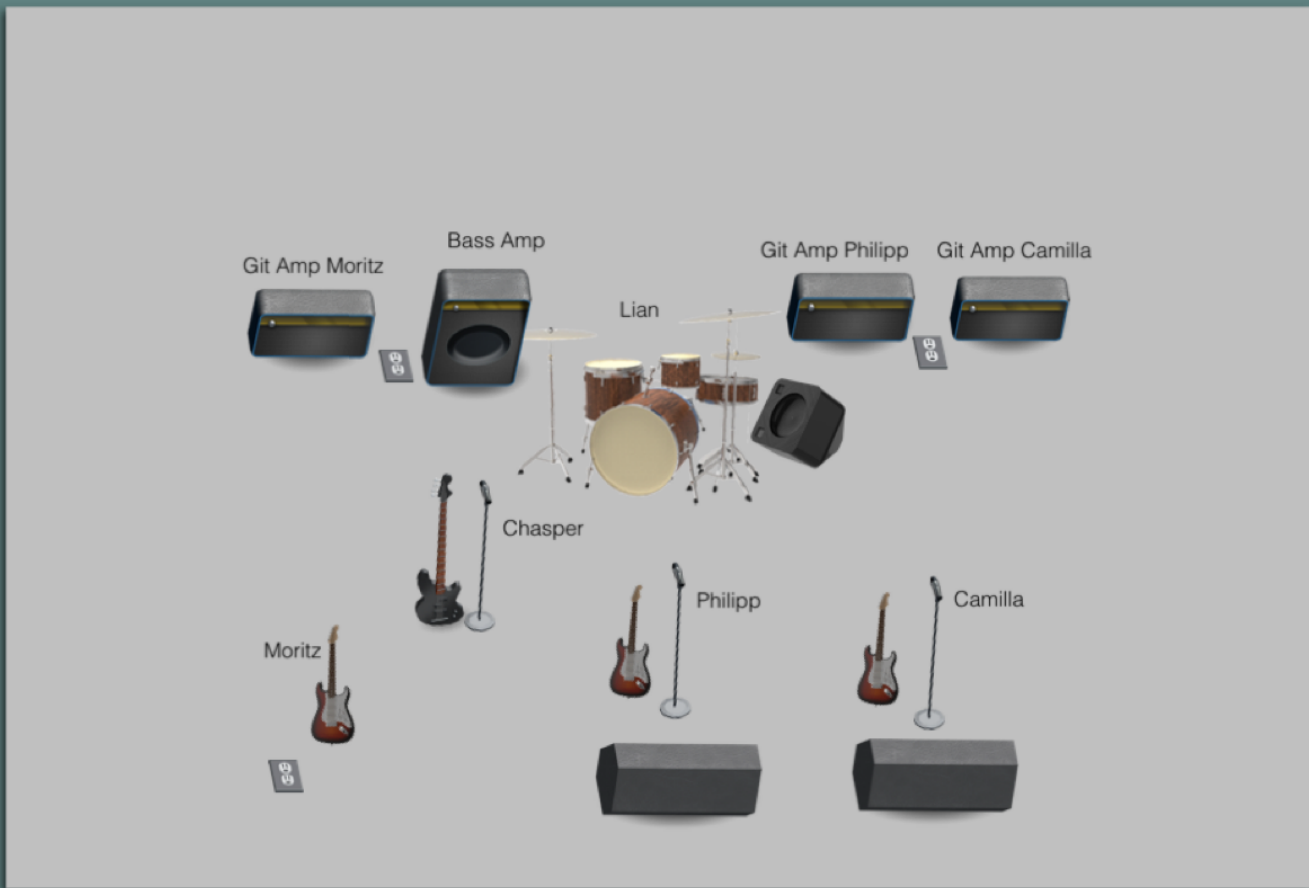 Bass Amp
Git Amp Philipp
Git Amp Camilla
Git Amp Moritz
Lian
Chasper
Philipp
Camilla
Moritz